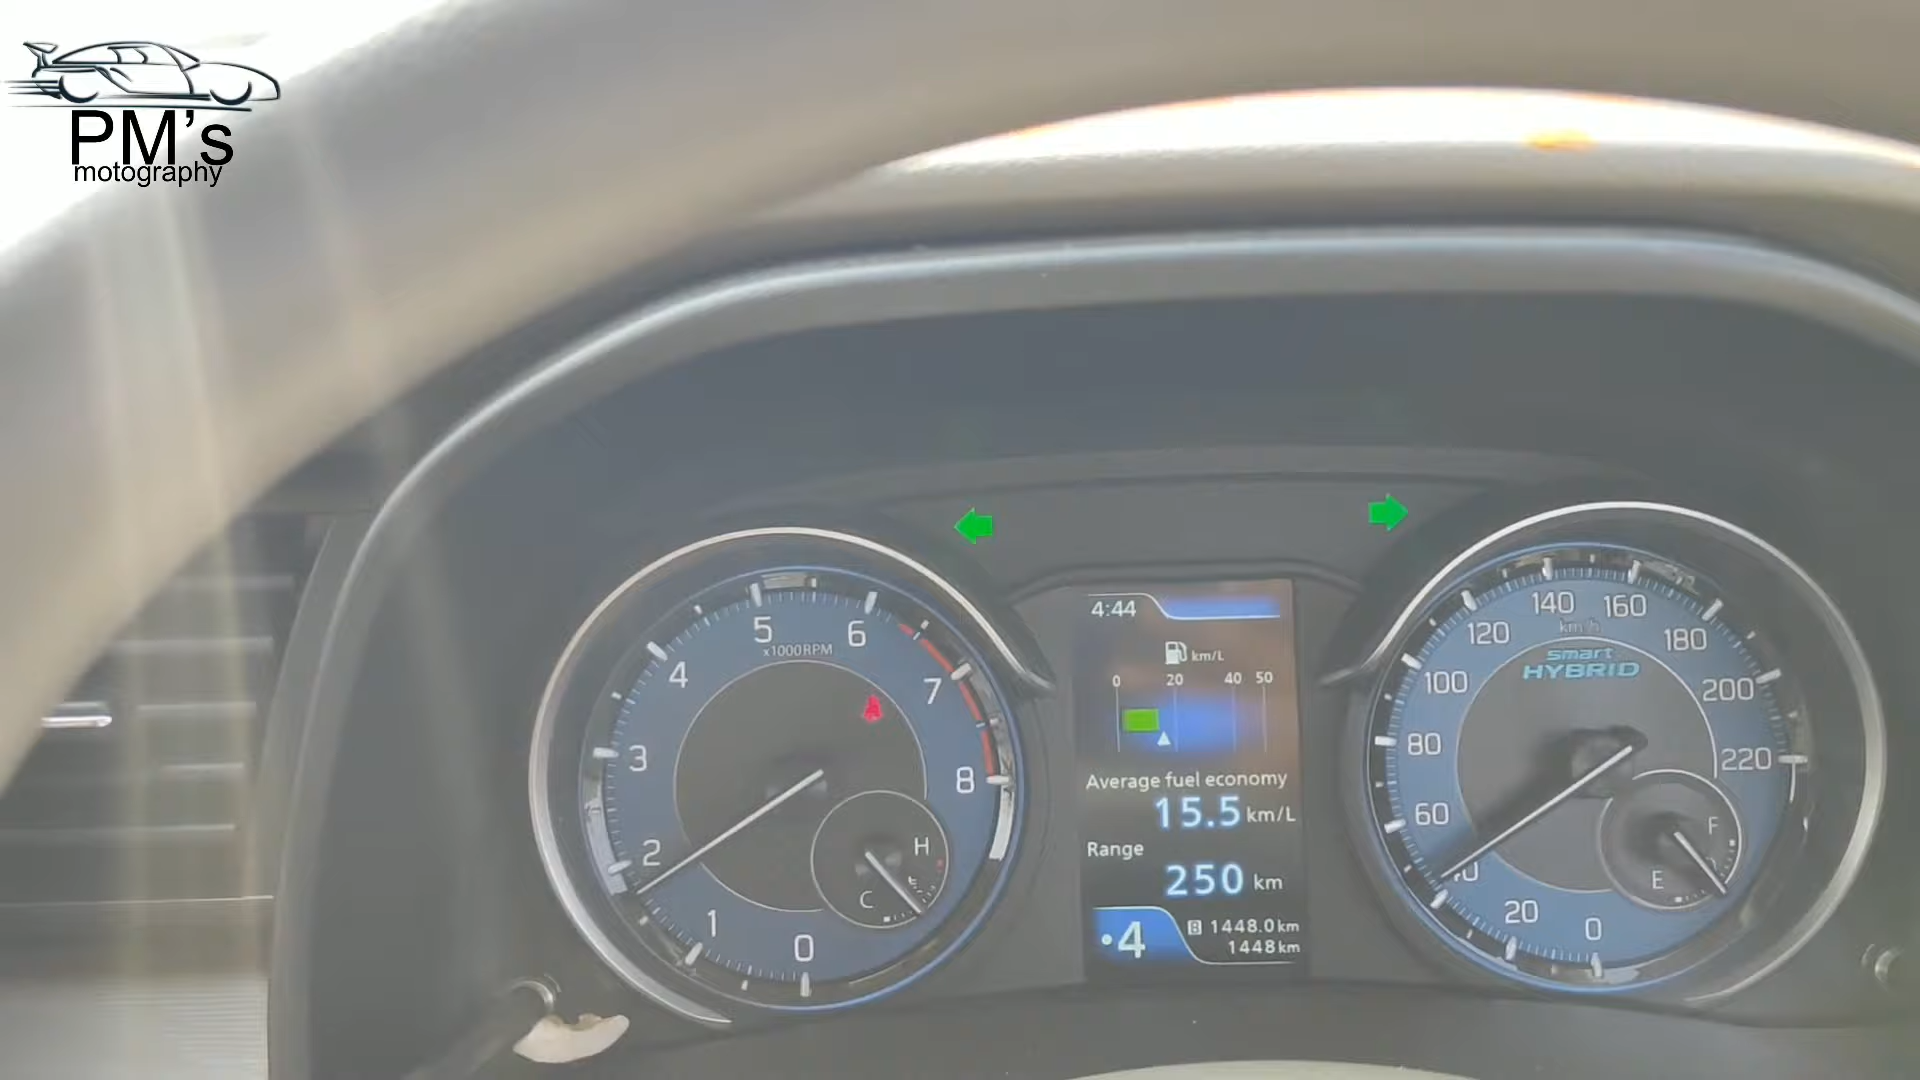 PM's
motography
5
6
x1000RPM
4
7
3
8
2
1
0
H
C
4:44
km/L
0 20 40 50
Average fuel economy
15.5 km/L
Range
250 km
4
B 1448.0 km
1448 km
140 160
km/h
120
180
smart
HYBRID
100
200
80
220
60
40
20
0
F
E